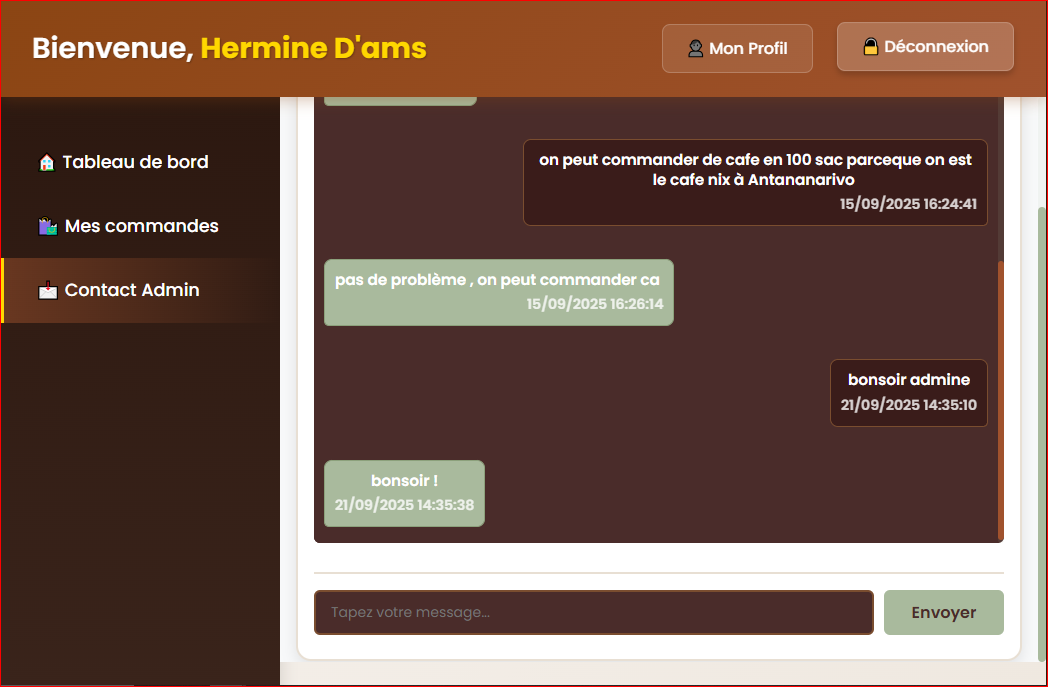 Bienvenue, Hermine D'ams
Mon Profil
Déconnexion
Tableau de bord
Mes commandes
Contact Admin
on peut commander de cafe en 100 sac parceque on est
le cafe nix à Antananarivo
15/09/2025 16:24:41
pas de problème , on peut commander ca
15/09/2025 16:26:14
bonsoir admine
21/09/2025 14:35:10
bonsoir !
21/09/2025 14:35:38
Tapez votre message...
Envoyer